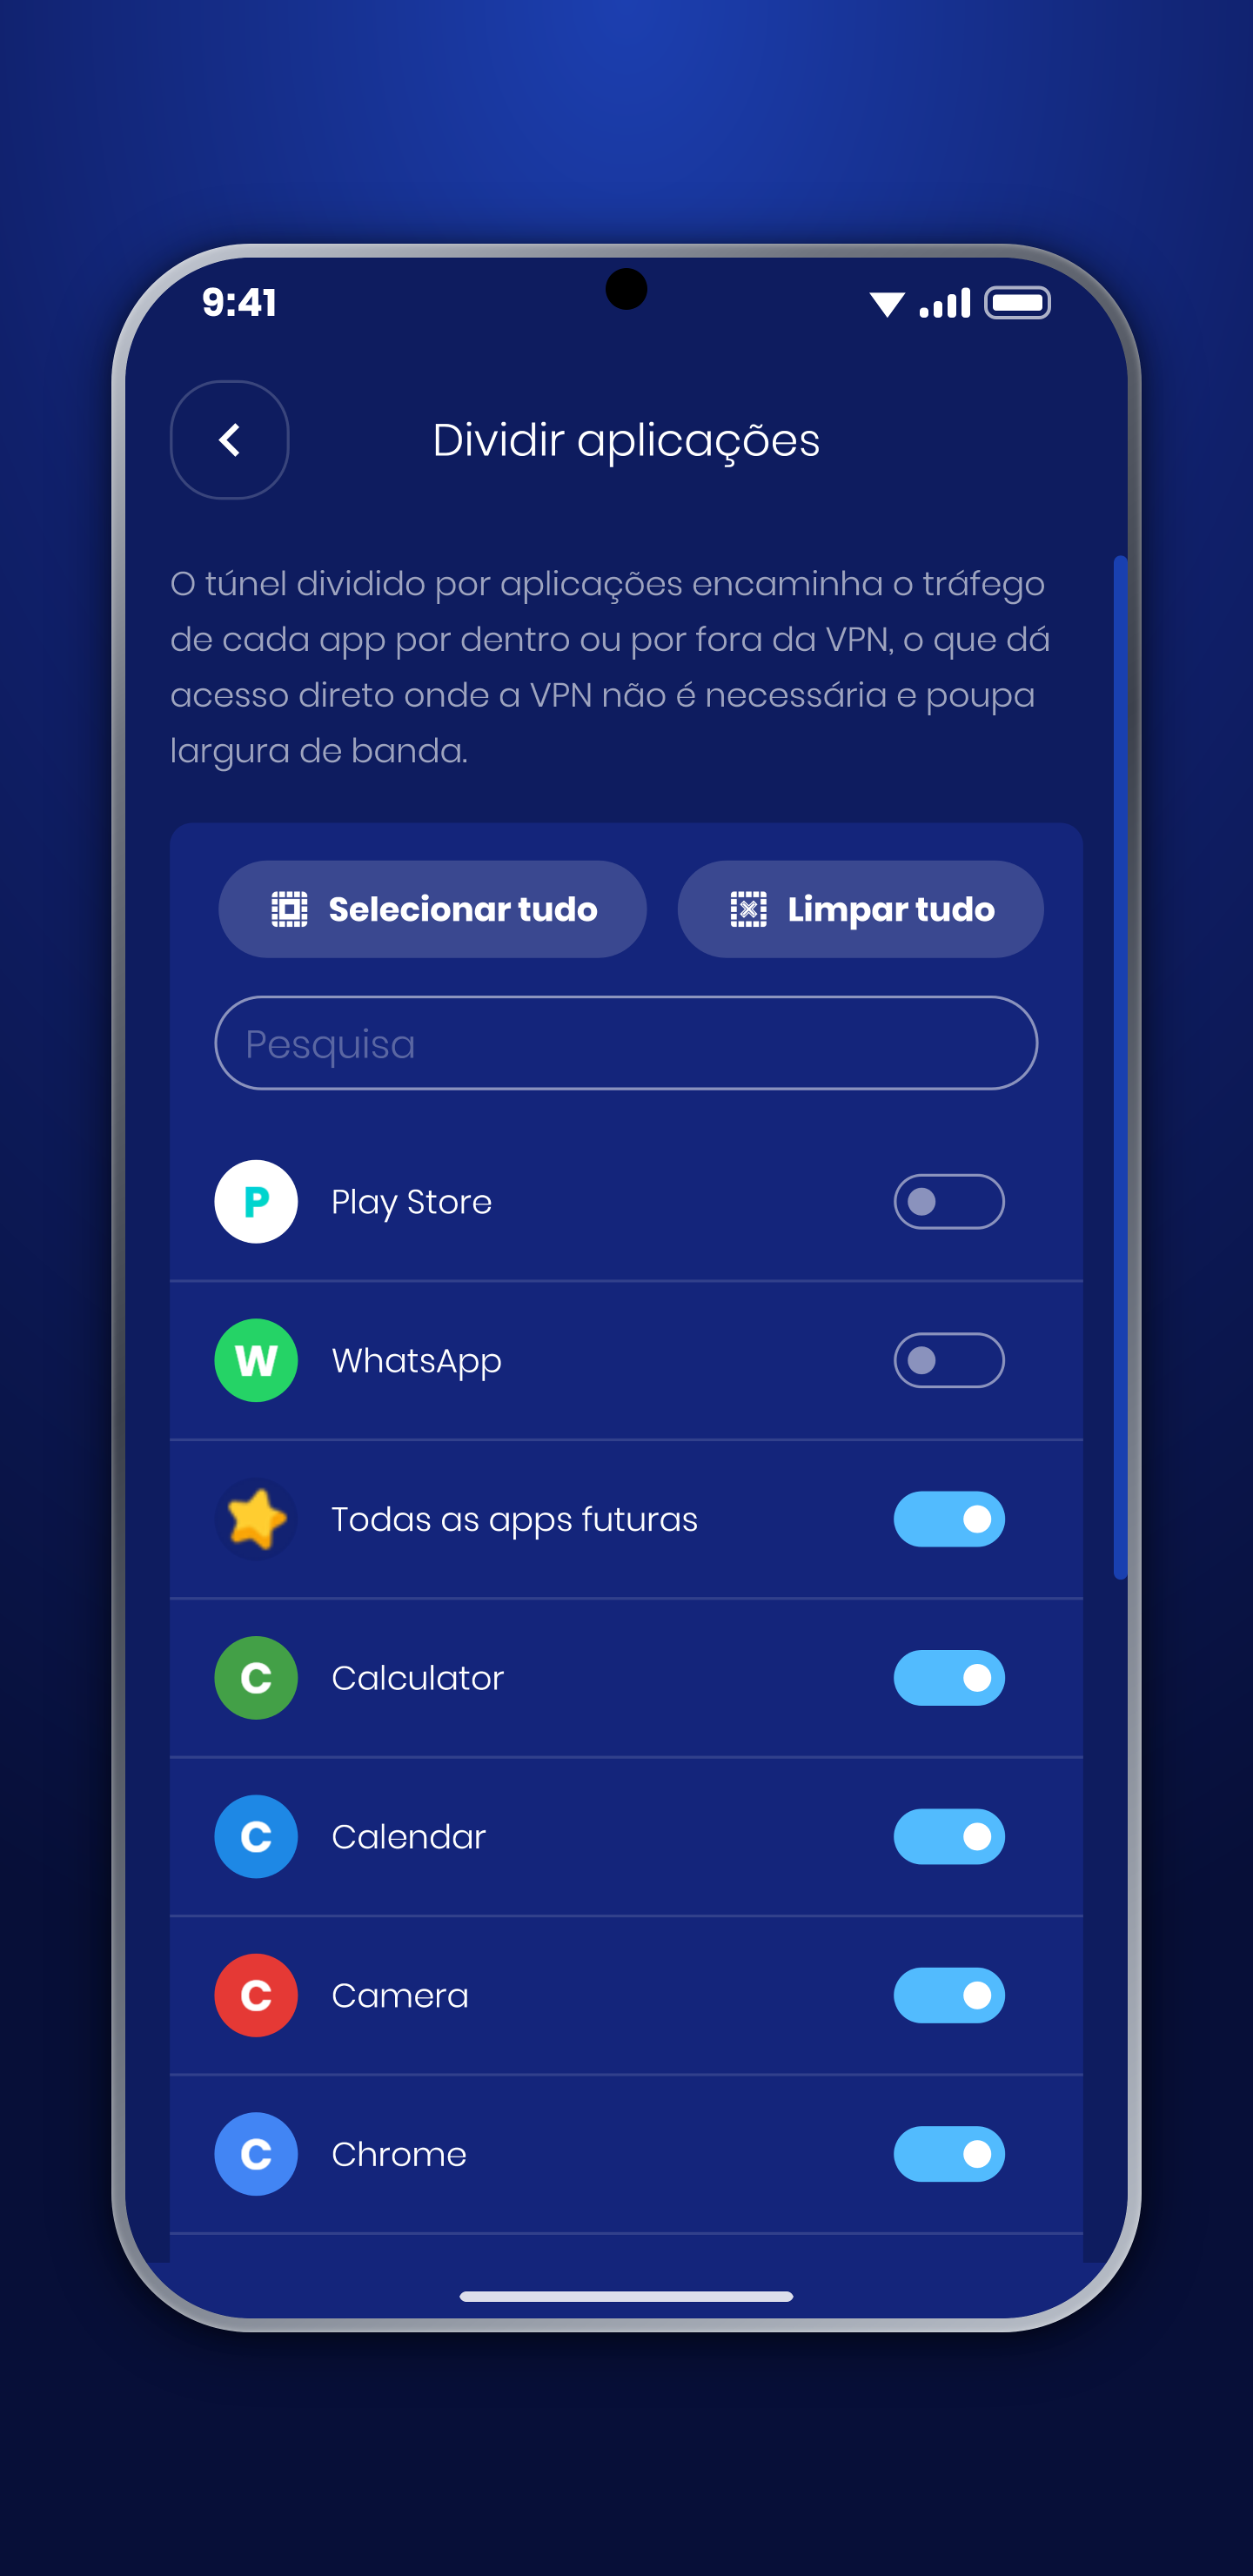 9:41
Dividir aplicações
O túnel dividido por aplicações encaminha o tráfego
de cada app por dentro ou por fora da VPN, o que dá
acesso direto onde a VPN não é necessária e poupa
largura de banda.
Selecionar tudo
Limpar tudo
Pesquisa
P
Play Store
W
WhatsApp
Todas as apps futuras
C
Calculator
C
Calendar
C
Camera
C
Chrome